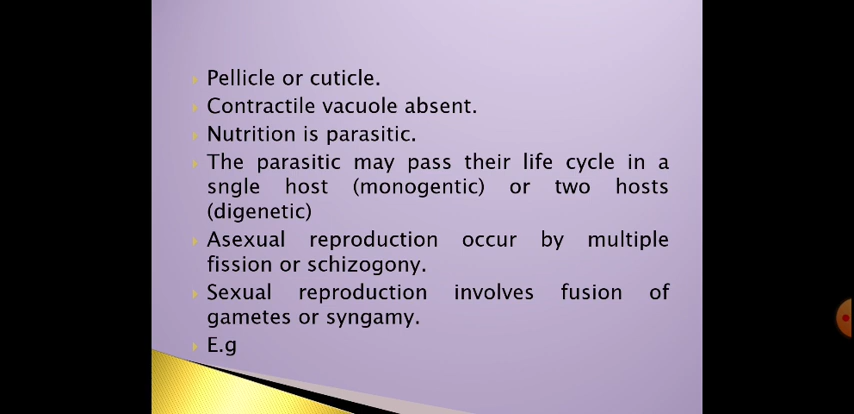 Pellicle or cuticle.
Contractile vacuole absent.
Nutrition is parasitic.
The parasitic may pass their life cycle in a
sngle host (monogentic) or two hosts
(digenetic)
Asexual reproduction occur by multiple
fission or schizogony.
Sexual reproduction involves fusion of
gametes or syngamy.
E.g